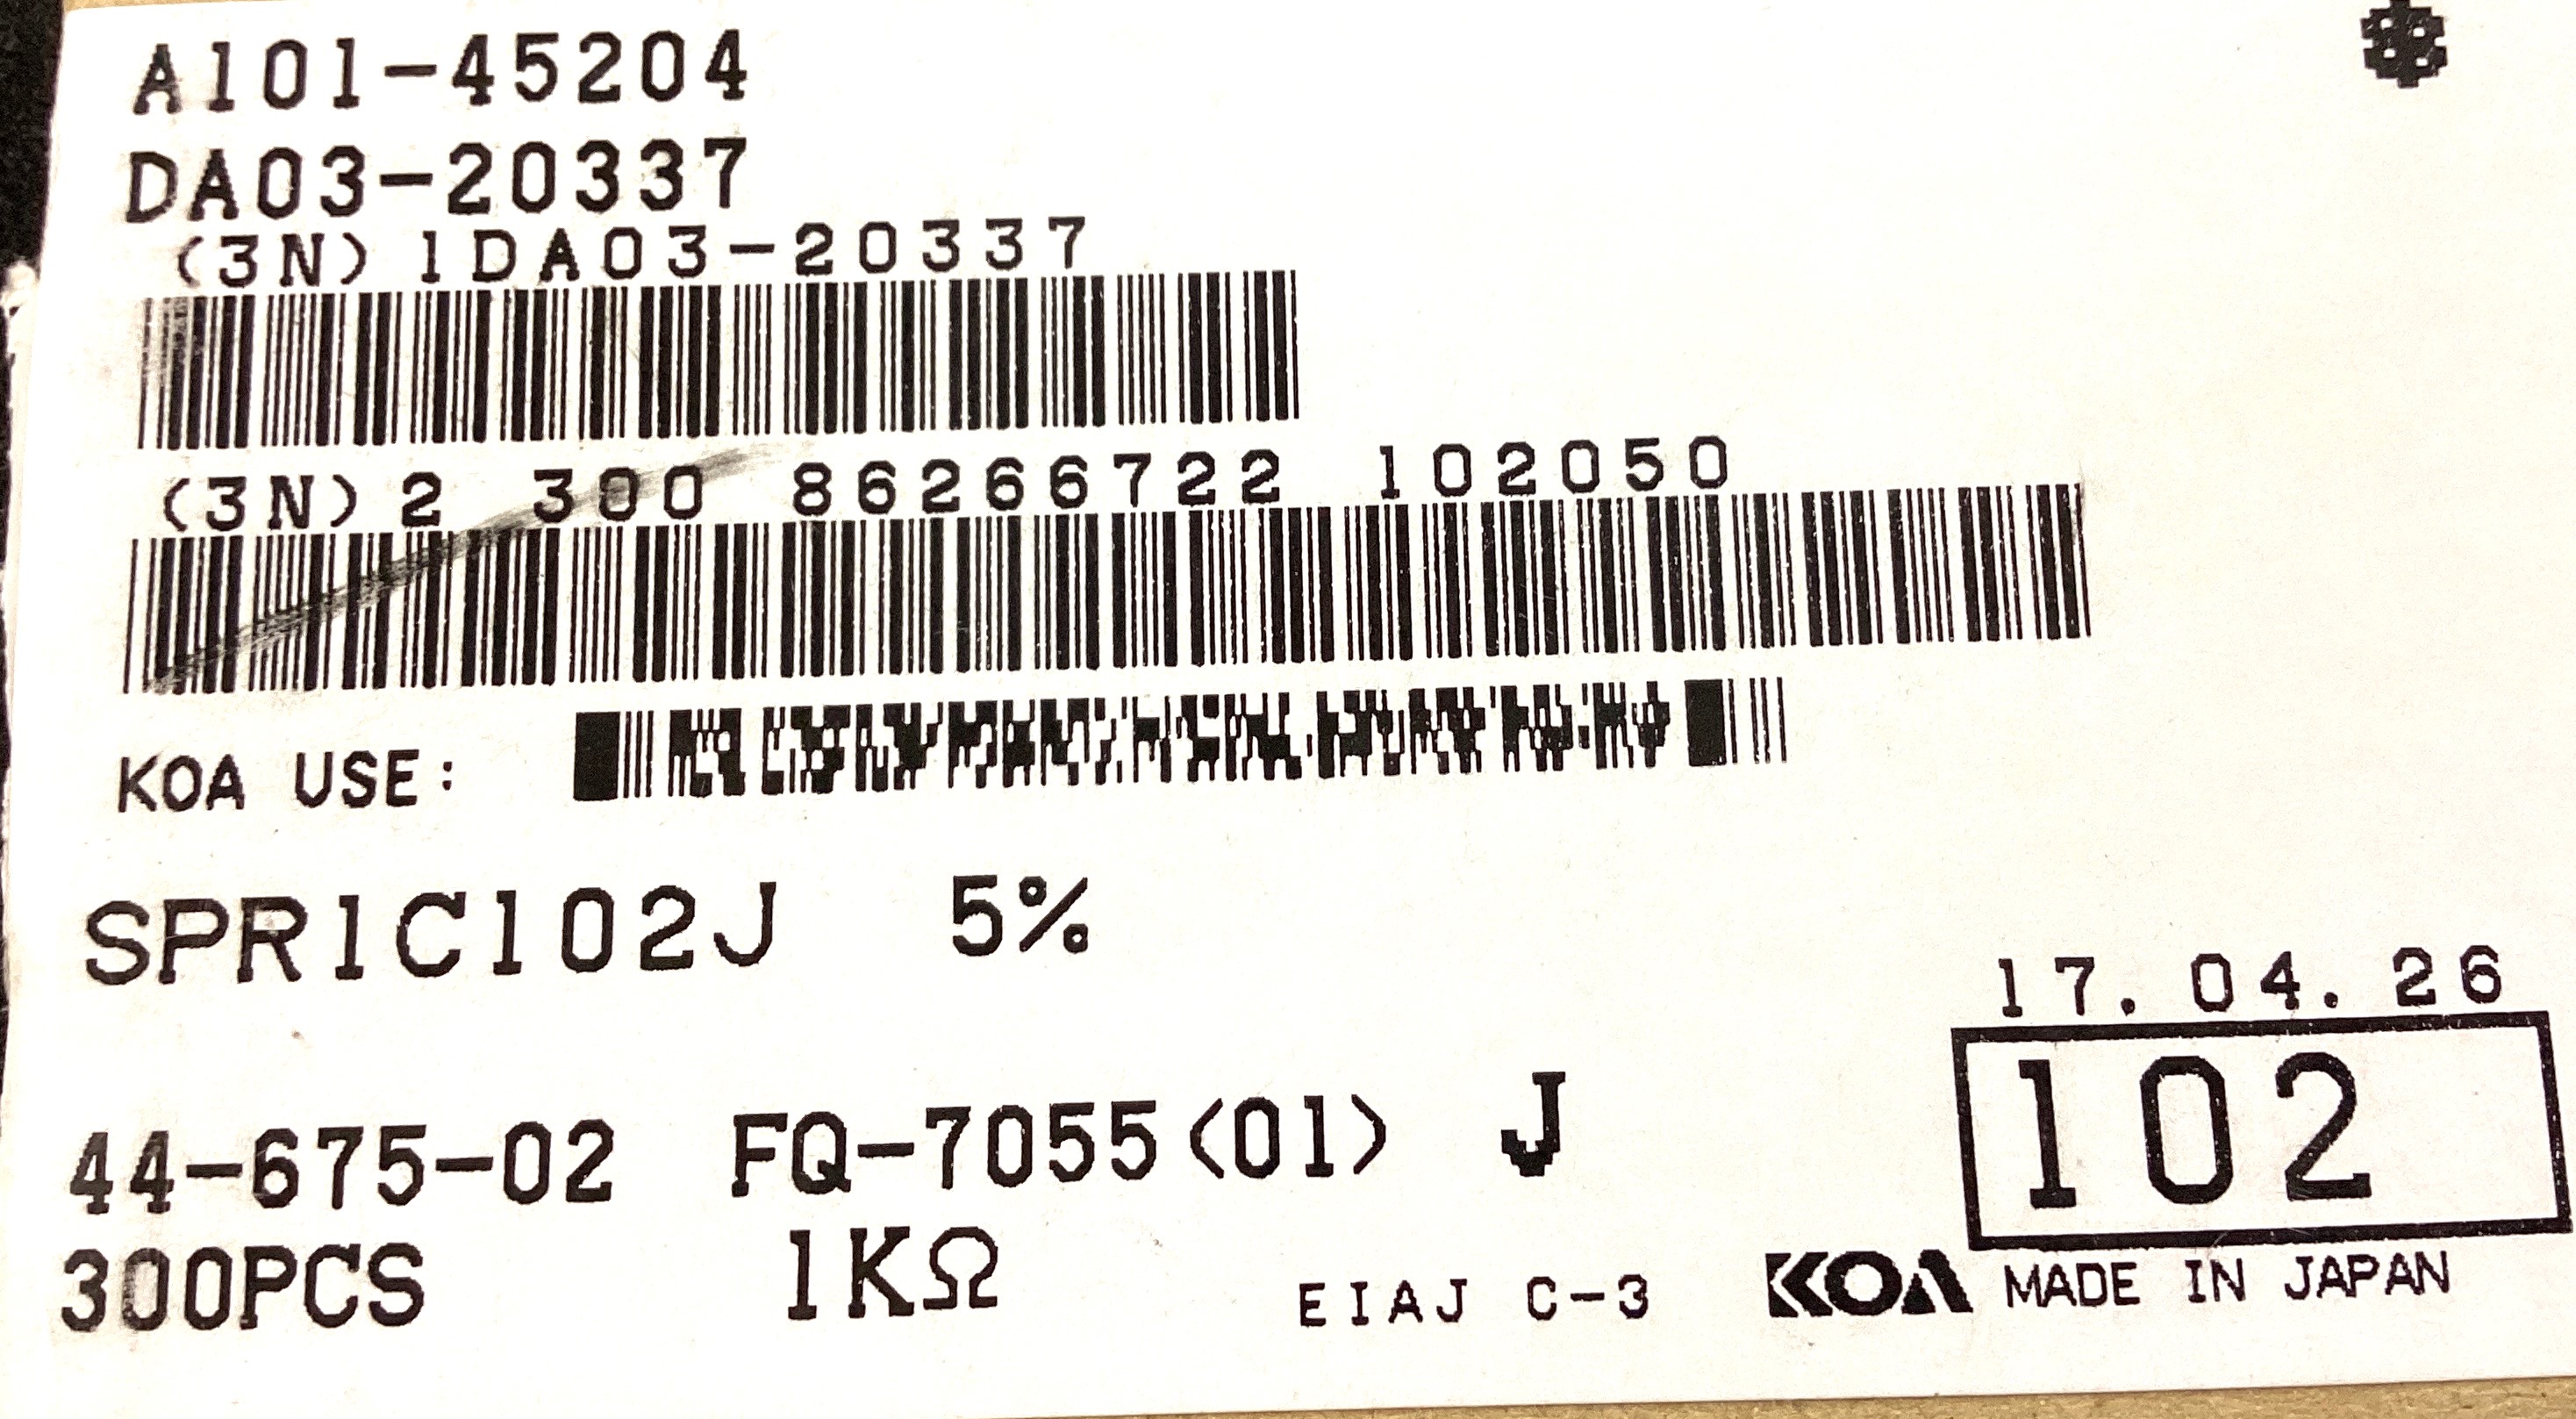 A101-45204
DA03-20337
(3N)1DA03-20337
(3N)2 300 86266722 102050
KOA USE:
SPR1C102J 5%
17.04.26
102
44-675-02 FQ-7055<01> J
300PCS 1KΩ EIAJ C-3 KOA MADE IN JAPAN